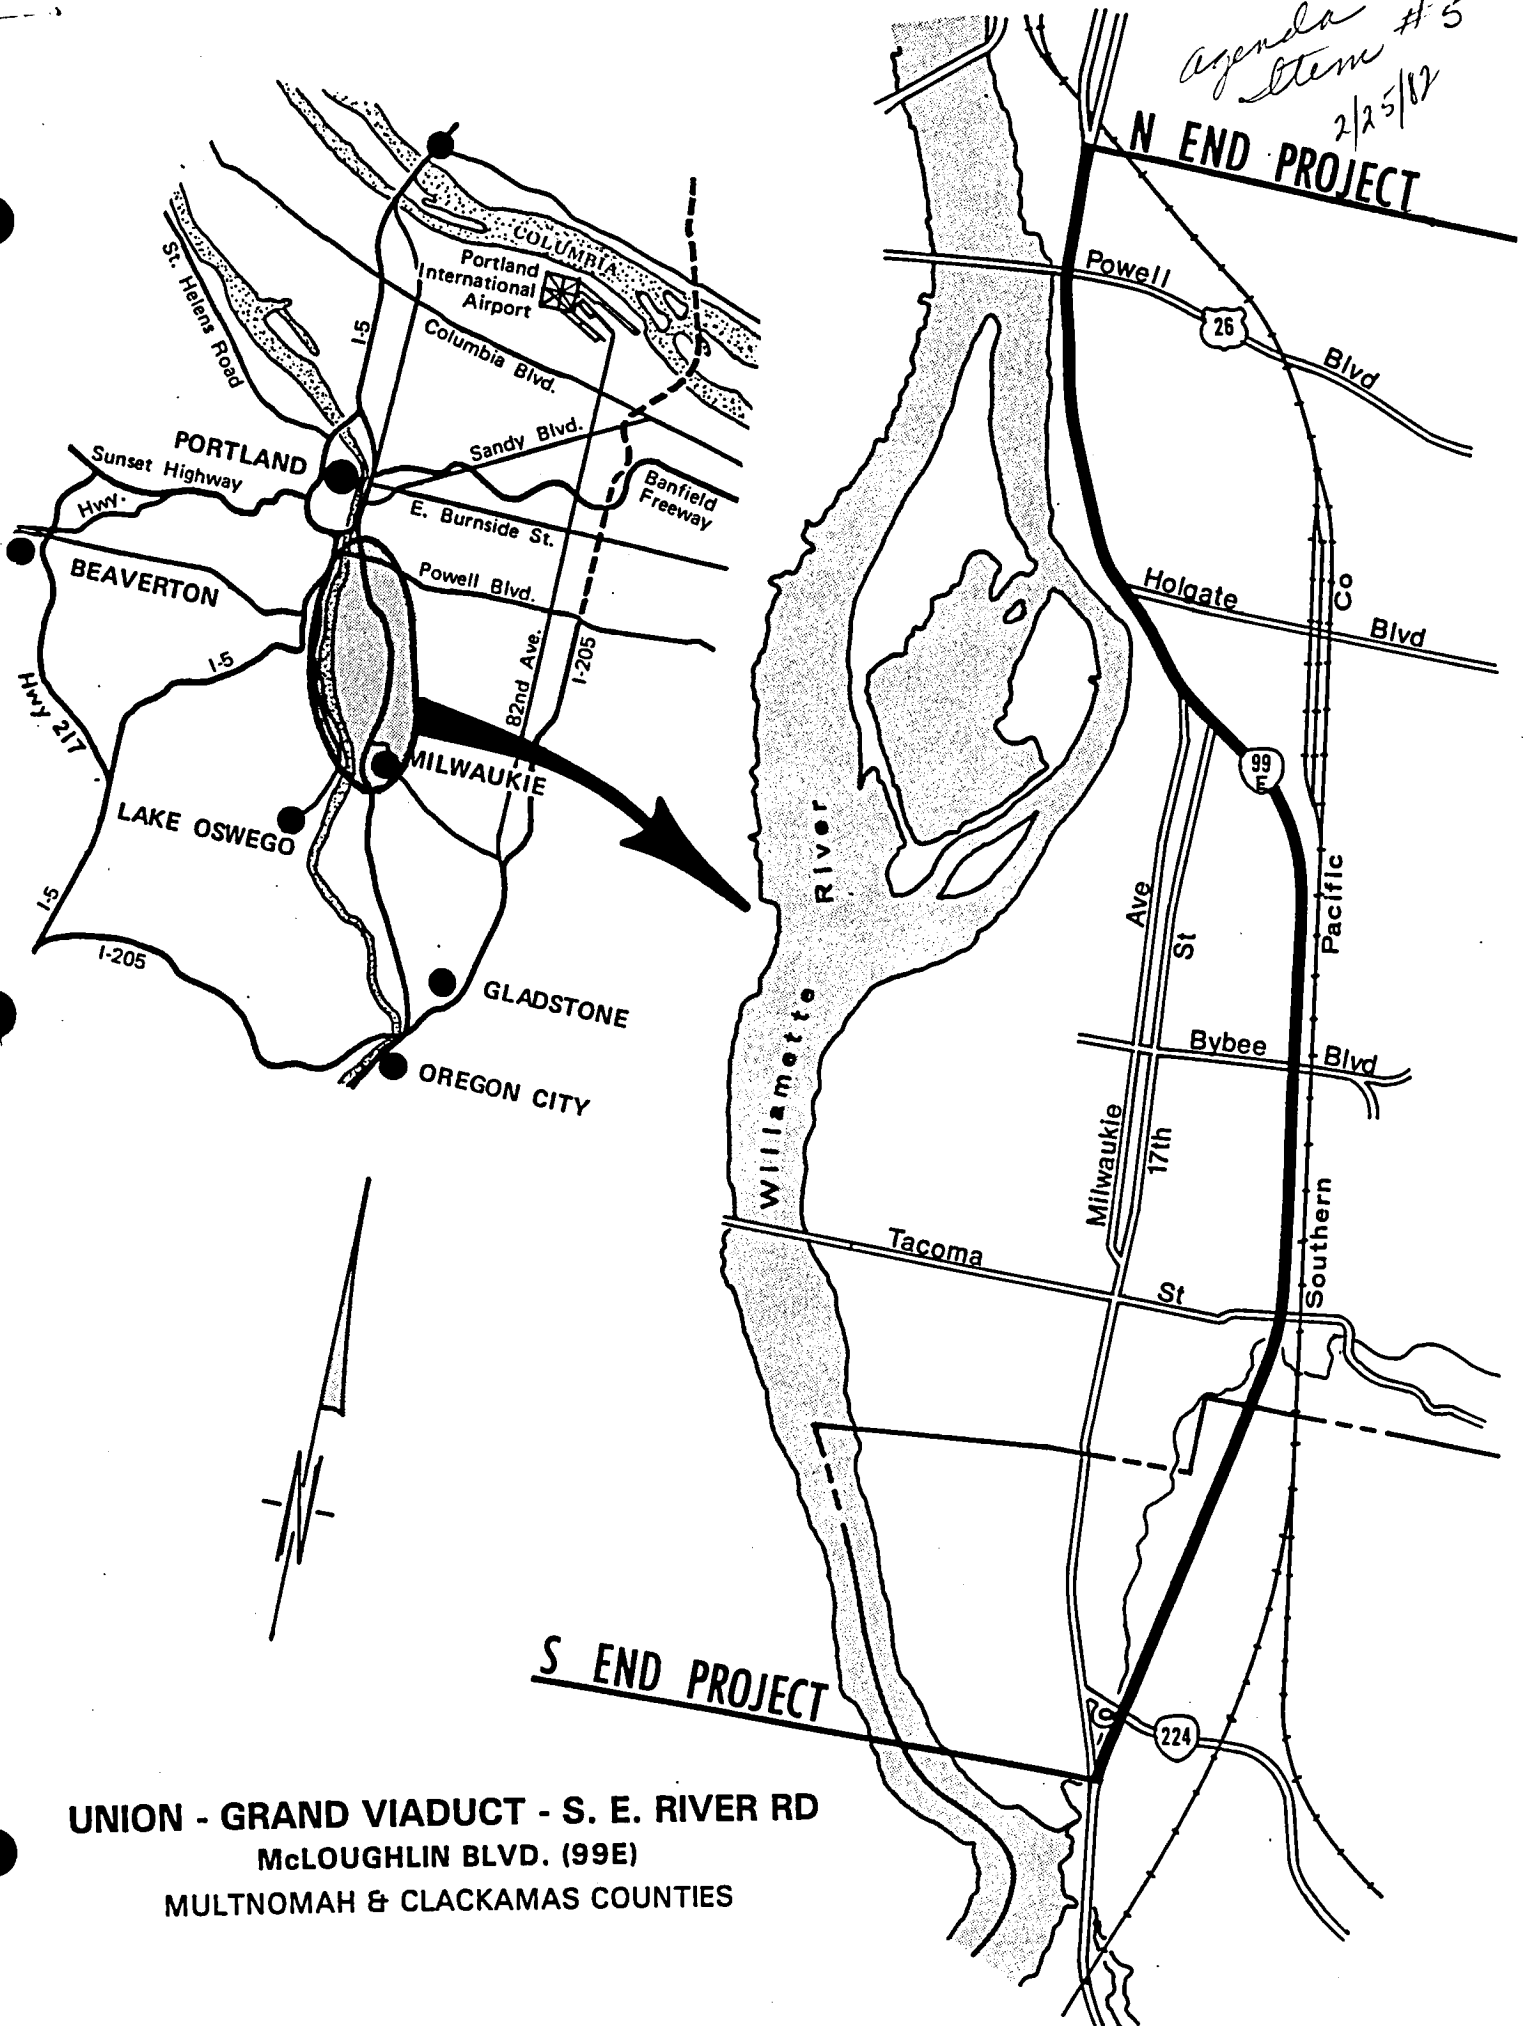 agenda
Item #5
2/25/82
N END PROJECT
COLUMBIA
Portland
International
Airport
St. Helens Road
I-5
Columbia Blvd.
Sandy Blvd.
PORTLAND
Sunset Highway
Hwy.
Banfield
Freeway
E. Burnside St.
BEAVERTON
Powell Blvd.
I-5
82nd Ave.
I-205
Hwy 217
MILWAUKIE
LAKE OSWEGO
I-5
I-205
GLADSTONE
OREGON CITY
N
Powell
26
Blvd
Holgate
Blvd
Co
99
E
River
Ave
St
Pacific
Willamette
Bybee
Blvd
Milwaukie
17th
Southern
Tacoma
St
S END PROJECT
224
UNION - GRAND VIADUCT - S. E. RIVER RD
McLOUGHLIN BLVD. (99E)
MULTNOMAH & CLACKAMAS COUNTIES